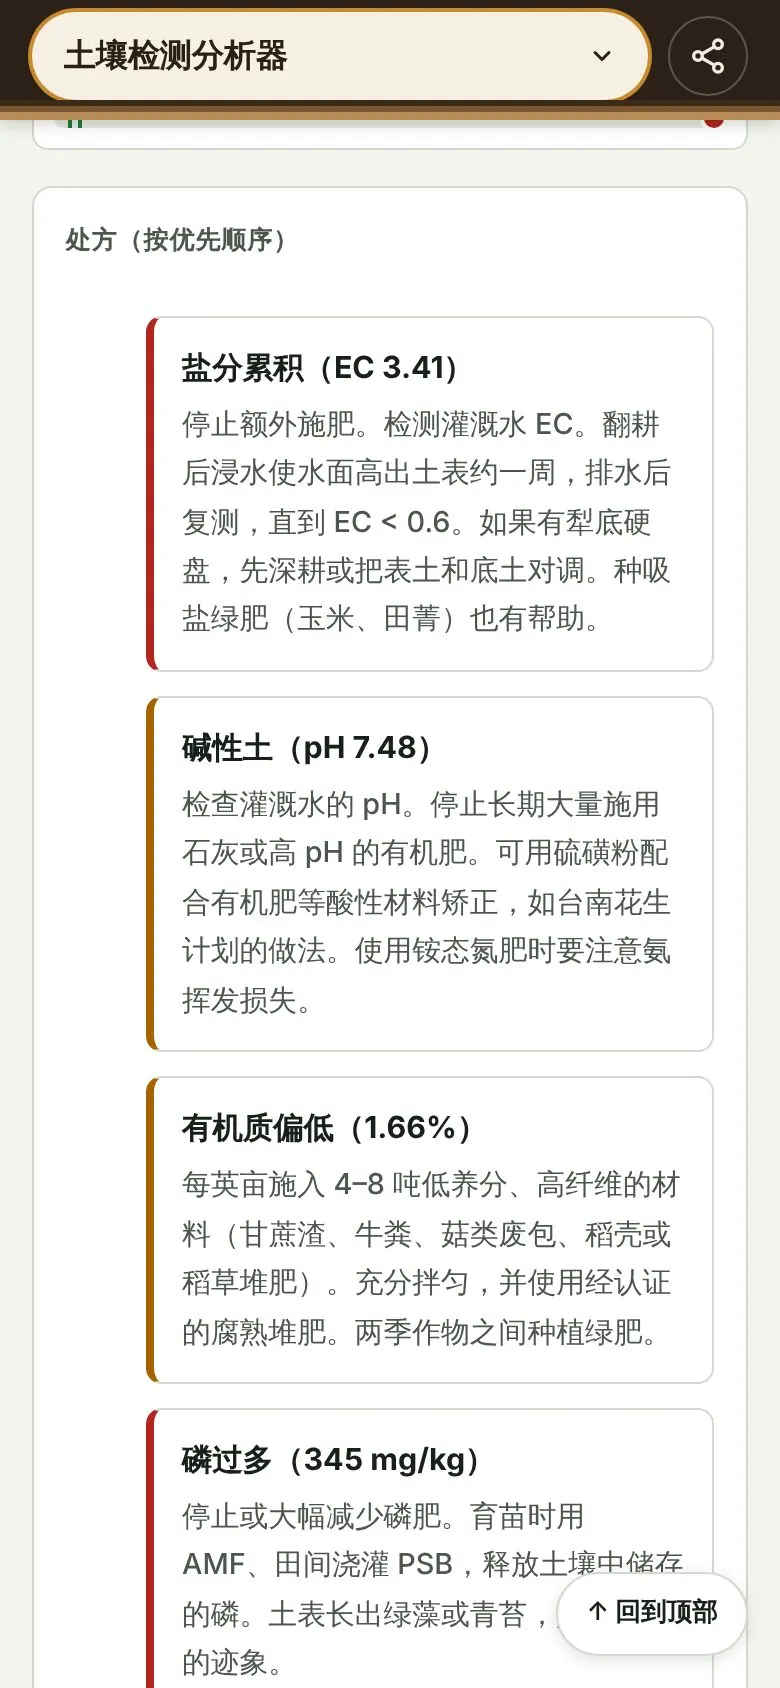 土壤检测分析器
处方（按优先顺序）
盐分累积（EC 3.41）
停止额外施肥。检测灌溉水 EC。翻耕
后浸水使水面高出土表约一周，排水后
复测，直到 EC < 0.6。如果有犁底硬
盘，先深耕或把表土和底土对调。种吸
盐绿肥（玉米、田菁）也有帮助。
碱性土（pH 7.48）
检查灌溉水的 pH。停止长期大量施用
石灰或高 pH 的有机肥。可用硫磺粉配
合有机肥等酸性材料矫正，如台南花生
计划的做法。使用铵态氮肥时要注意氨
挥发损失。
有机质偏低（1.66%）
每英亩施入 4–8 吨低养分、高纤维的材
料（甘蔗渣、牛粪、菇类废包、稻壳或
稻草堆肥）。充分拌匀，并使用经认证
的腐熟堆肥。两季作物之间种植绿肥。
磷过多（345 mg/kg）
停止或大幅减少磷肥。育苗时用
AMF、田间浇灌 PSB，释放土壤中储存
的磷。土表长出绿藻或青苔，
的迹象。
↑ 回到顶部